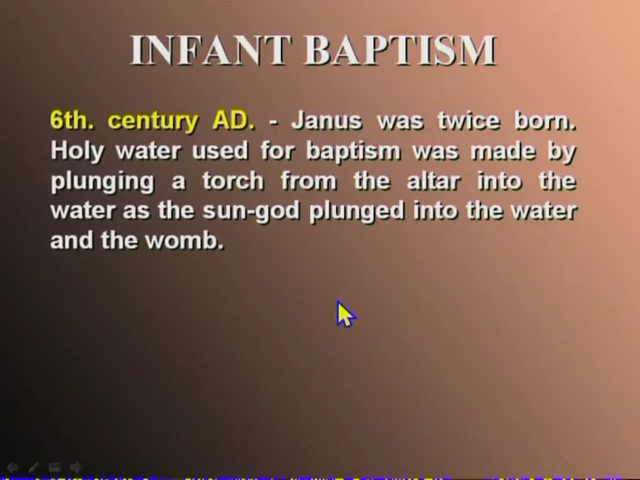 INFANT BAPTISM
6th. century AD. - Janus was twice born.
Holy water used for baptism was made by
plunging a torch from the altar into the
water as the sun-god plunged into the water
and the womb.